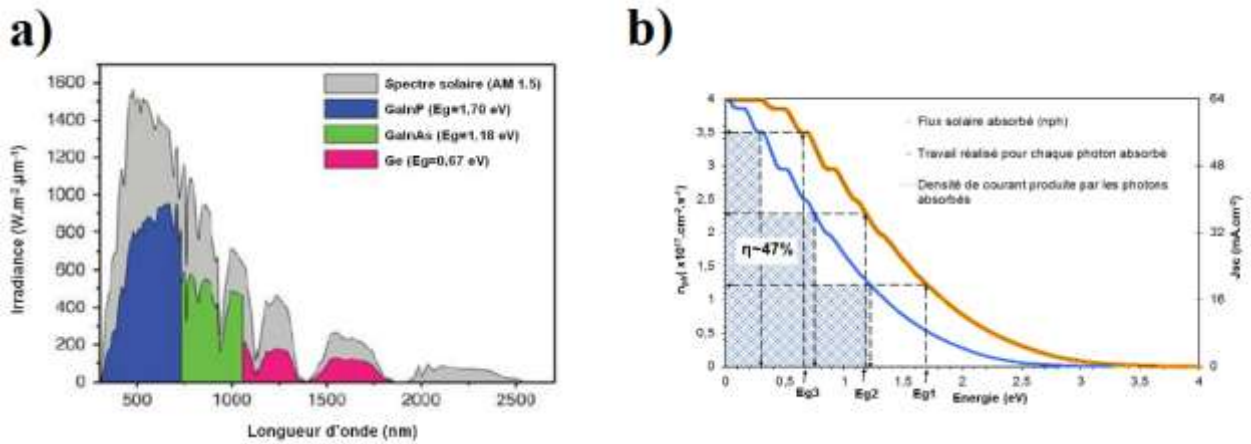 a)
1600
1400
1200
1000
800
600
400
200
0
Irradiance (W.m⁻².µm⁻¹)
500 1000 1500 2000 2500
Longueur d'onde (nm)
Spectre solaire (AM 1.5)
GaInP (Eg=1,70 eV)
GaInAs (Eg=1,18 eV)
Ge (Eg=0,67 eV)
b)
4
3,5
3
2,5
2
1,5
1
0,5
0
nph( x10¹⁷.cm⁻².s⁻¹)
Flux solaire absorbé (nph)
Travail réalisé pour chaque photon absorbé
Densité de courant produite par les photons
absorbés
η~47%
64
48
32
16
0
Jsc (mA.cm⁻²)
0 0,5 1 1,5 2 2,5 3 3,5 4
Eg3 Eg2 Eg1 Energie (eV)